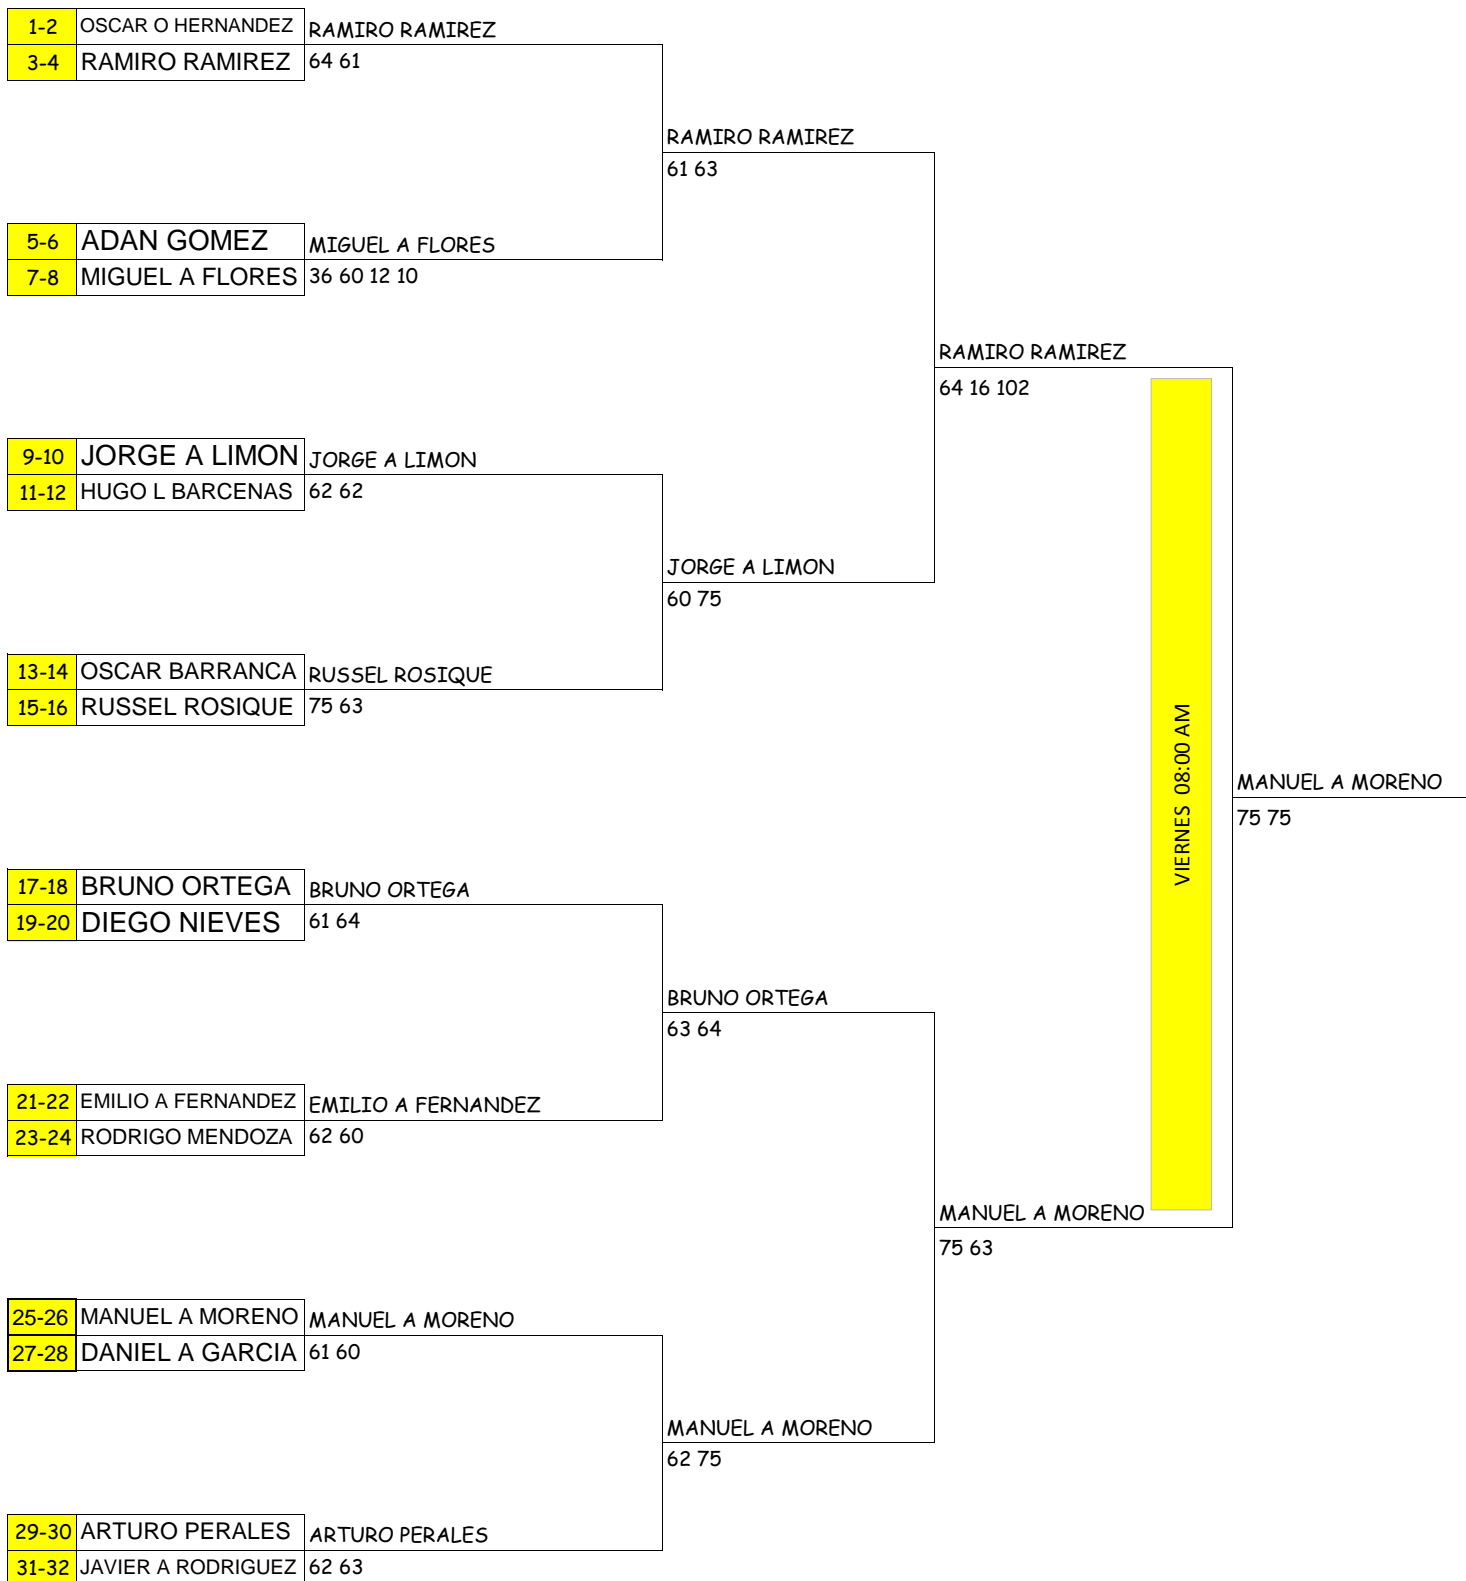 1-2 OSCAR O HERNANDEZ RAMIRO RAMIREZ
3-4 RAMIRO RAMIREZ 64 61
RAMIRO RAMIREZ
61 63
5-6 ADAN GOMEZ MIGUEL A FLORES
7-8 MIGUEL A FLORES 36 60 12 10
RAMIRO RAMIREZ
64 16 102
9-10 JORGE A LIMON JORGE A LIMON
11-12 HUGO L BARCENAS 62 62
JORGE A LIMON
60 75
13-14 OSCAR BARRANCA RUSSEL ROSIQUE
15-16 RUSSEL ROSIQUE 75 63
VIERNES 08:00 AM
MANUEL A MORENO
75 75
17-18 BRUNO ORTEGA BRUNO ORTEGA
19-20 DIEGO NIEVES 61 64
BRUNO ORTEGA
63 64
21-22 EMILIO A FERNANDEZ EMILIO A FERNANDEZ
23-24 RODRIGO MENDOZA 62 60
MANUEL A MORENO
75 63
25-26 MANUEL A MORENO MANUEL A MORENO
27-28 DANIEL A GARCIA 61 60
MANUEL A MORENO
62 75
29-30 ARTURO PERALES ARTURO PERALES
31-32 JAVIER A RODRIGUEZ 62 63